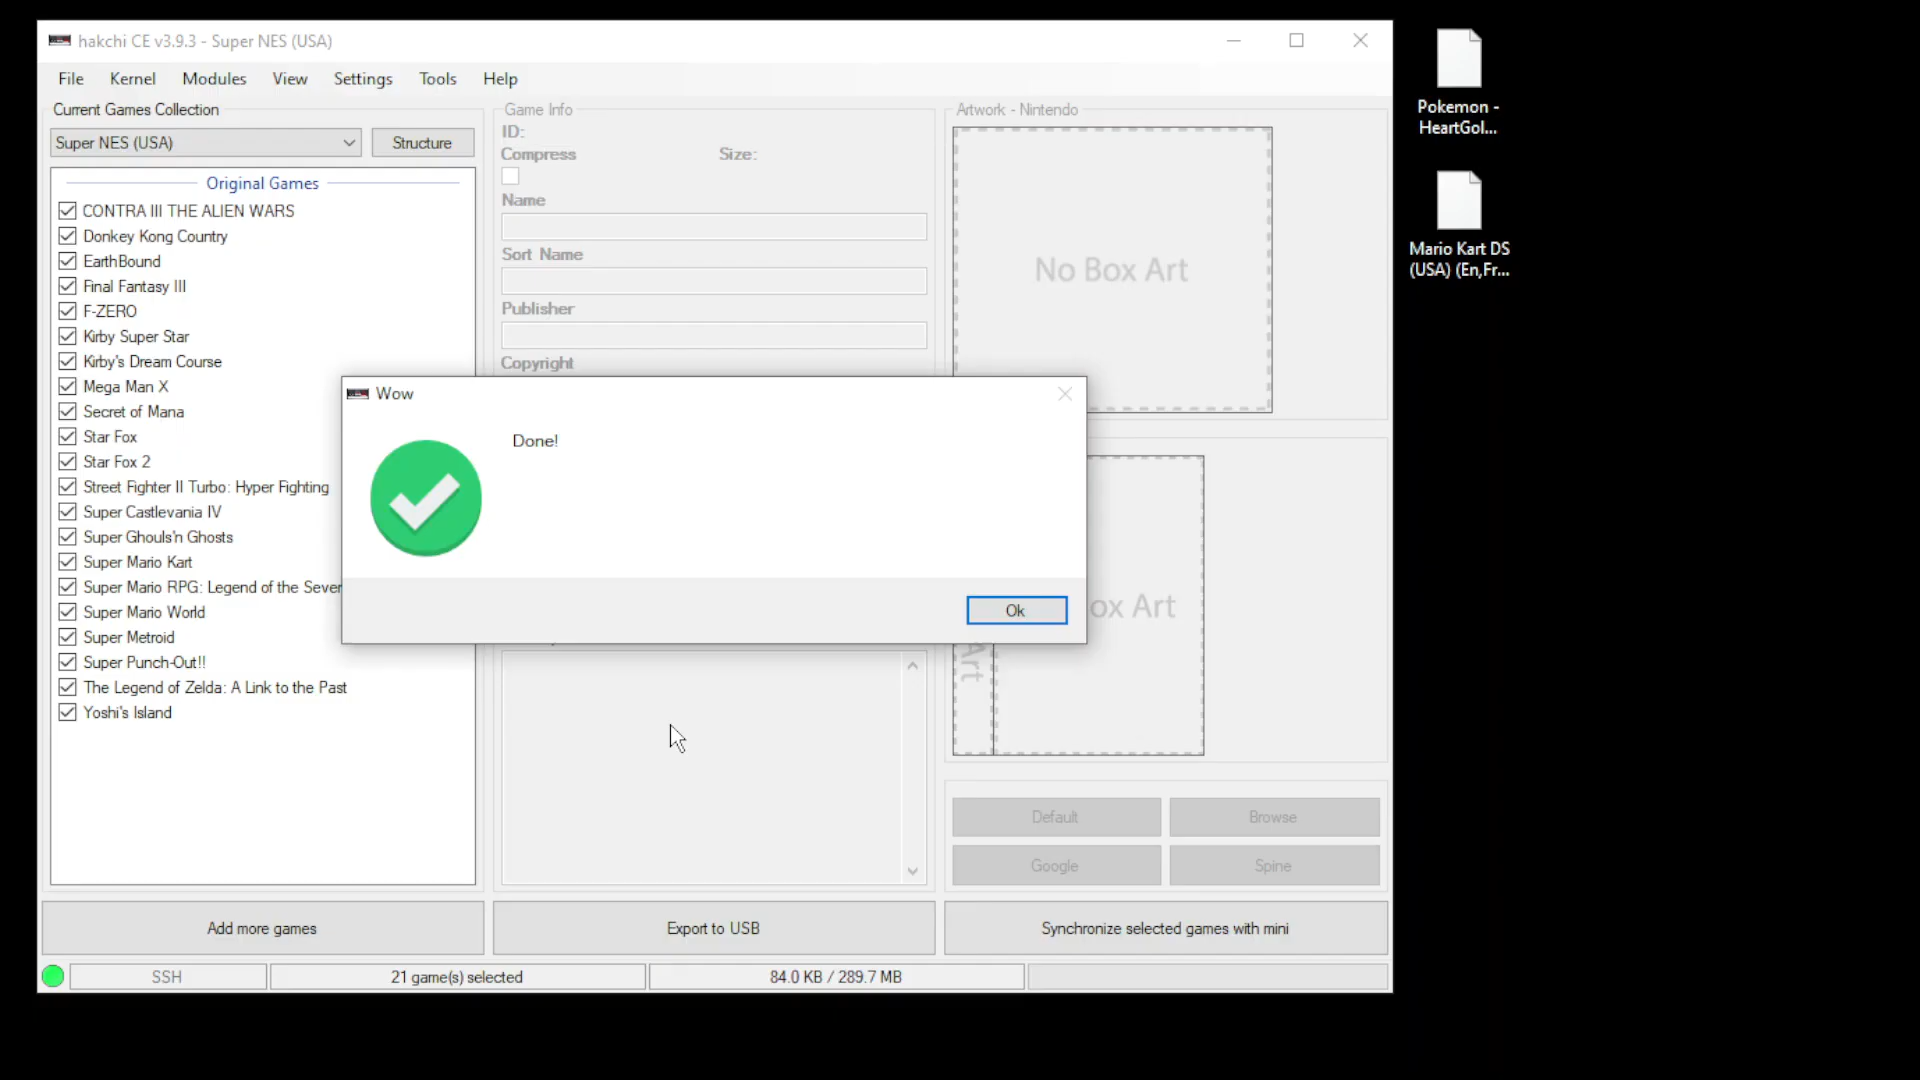 hakchi CE v3.9.3 - Super NES (USA)
File Kernel Modules View Settings Tools Help
Current Games Collection
Super NES (USA)
Structure
Original Games
CONTRA III THE ALIEN WARS
Donkey Kong Country
EarthBound
Final Fantasy III
F-ZERO
Kirby Super Star
Kirby's Dream Course
Mega Man X
Secret of Mana
Star Fox
Star Fox 2
Street Fighter II Turbo: Hyper Fighting
Super Castlevania IV
Super Ghouls'n Ghosts
Super Mario Kart
Super Mario RPG: Legend of the Seven
Super Mario World
Super Metroid
Super Punch-Out!!
The Legend of Zelda: A Link to the Past
Yoshi's Island
Game Info
ID:
Compress Size:
Name
Sort Name
Publisher
Copyright
Artwork - Nintendo
No Box Art
Wow
Done!
Ok
ox Art
Art
Default Browse
Google Spine
Add more games
Export to USB
Synchronize selected games with mini
SSH
21 game(s) selected
84.0 KB / 289.7 MB
Pokemon -
HeartGol...
Mario Kart DS
(USA) (En,Fr...